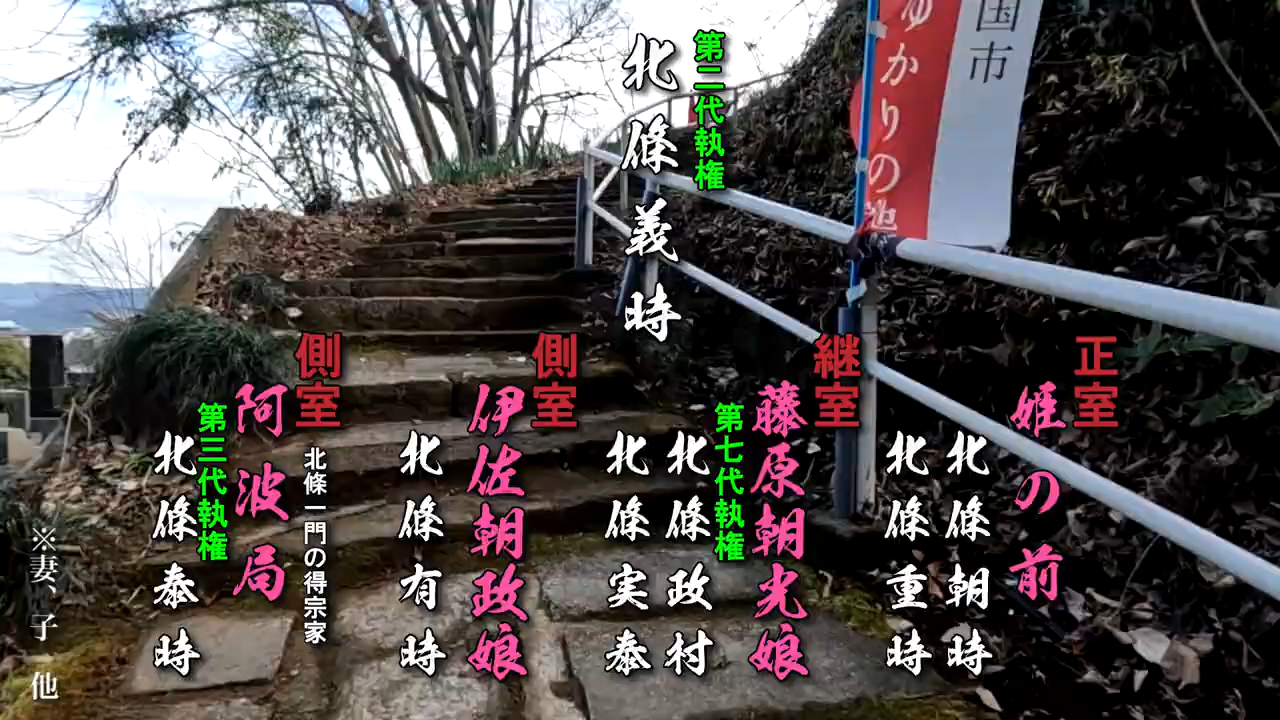 国市
ゆかりの地
第二代執権
北條義時
正室
姫の前
北條朝時
北條重時
継室
藤原朝光娘
第七代執権
北條政村
北條実泰
側室
伊佐朝政娘
北條有時
側室
北條一門の得宗家
阿波局
第三代執権
北條泰時
※妻、子 他